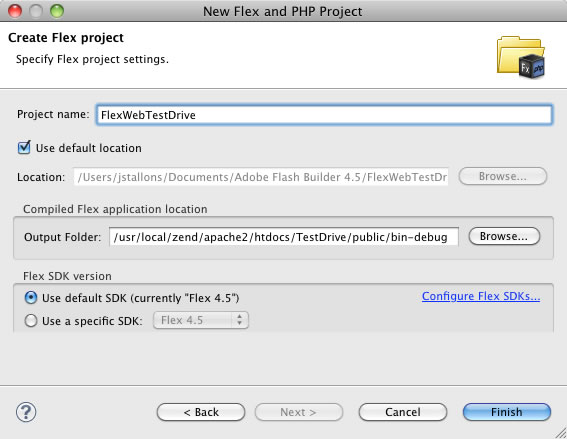 New Flex and PHP Project
Create Flex project
Specify Flex project settings.
Fx php
Project name: FlexWebTestDrive
Use default location
Location: /Users/jstallons/Documents/Adobe Flash Builder 4.5/FlexWebTestDr Browse...
Compiled Flex application location
Output Folder: /usr/local/zend/apache2/htdocs/TestDrive/public/bin-debug Browse...
Flex SDK version
Use default SDK (currently "Flex 4.5") Configure Flex SDKs...
Use a specific SDK: Flex 4.5
? < Back Next > Cancel Finish